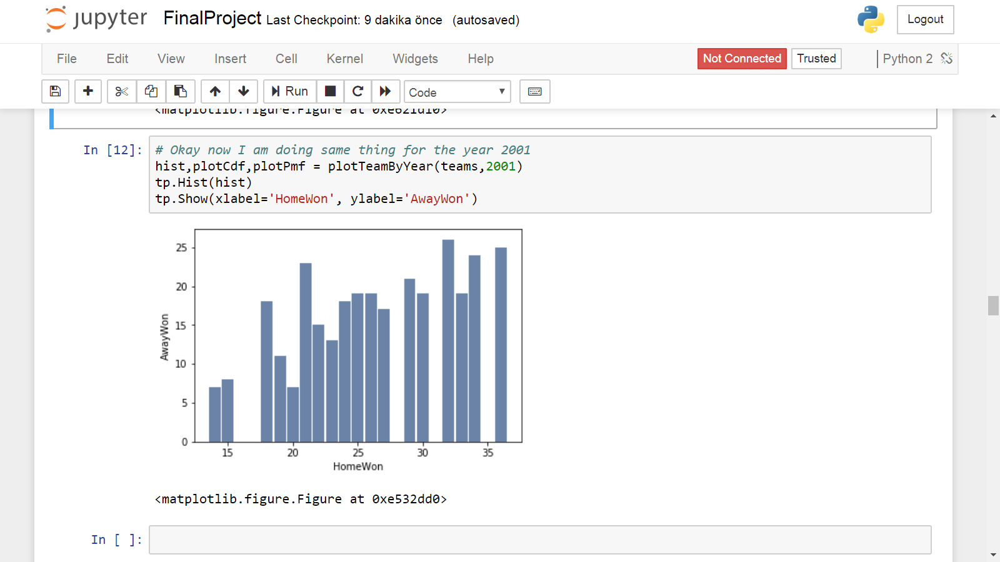 jupyter FinalProject Last Checkpoint: 9 dakika önce (autosaved)
Logout
File Edit View Insert Cell Kernel Widgets Help Not Connected Trusted Python 2
Run Code
<matplotlib.figure.Figure at 0xe621d10>
In [12]: # Okay now I am doing same thing for the year 2001
hist,plotCdf,plotPmf = plotTeamByYear(teams,2001)
tp.Hist(hist)
tp.Show(xlabel='HomeWon', ylabel='AwayWon')
25
20
15
10
5
0
AwayWon
15 20 25 30 35
HomeWon
<matplotlib.figure.Figure at 0xe532dd0>
In [ ]: